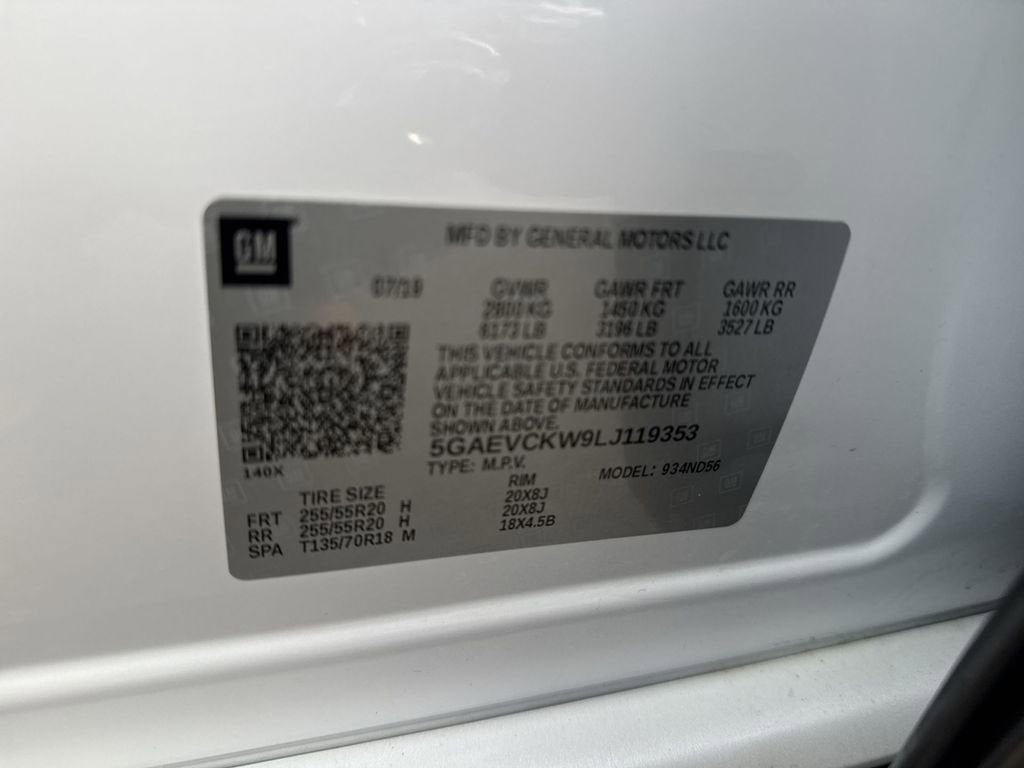 GM
MFD BY GENERAL MOTORS LLC
07/19 GVWR GAWR FRT GAWR RR
2800 KG 1450 KG 1600 KG
6173 LB 3196 LB 3527 LB
THIS VEHICLE CONFORMS TO ALL
APPLICABLE U.S. FEDERAL MOTOR
VEHICLE SAFETY STANDARDS IN EFFECT
ON THE DATE OF MANUFACTURE
SHOWN ABOVE.
5GAEVCKW9LJ119353
140X
TYPE: M.P.V. MODEL: 934ND56
TIRE SIZE RIM
FRT 255/55R20 H 20X8J
RR 255/55R20 H 20X8J
SPA T135/70R18 M 18X4.5B